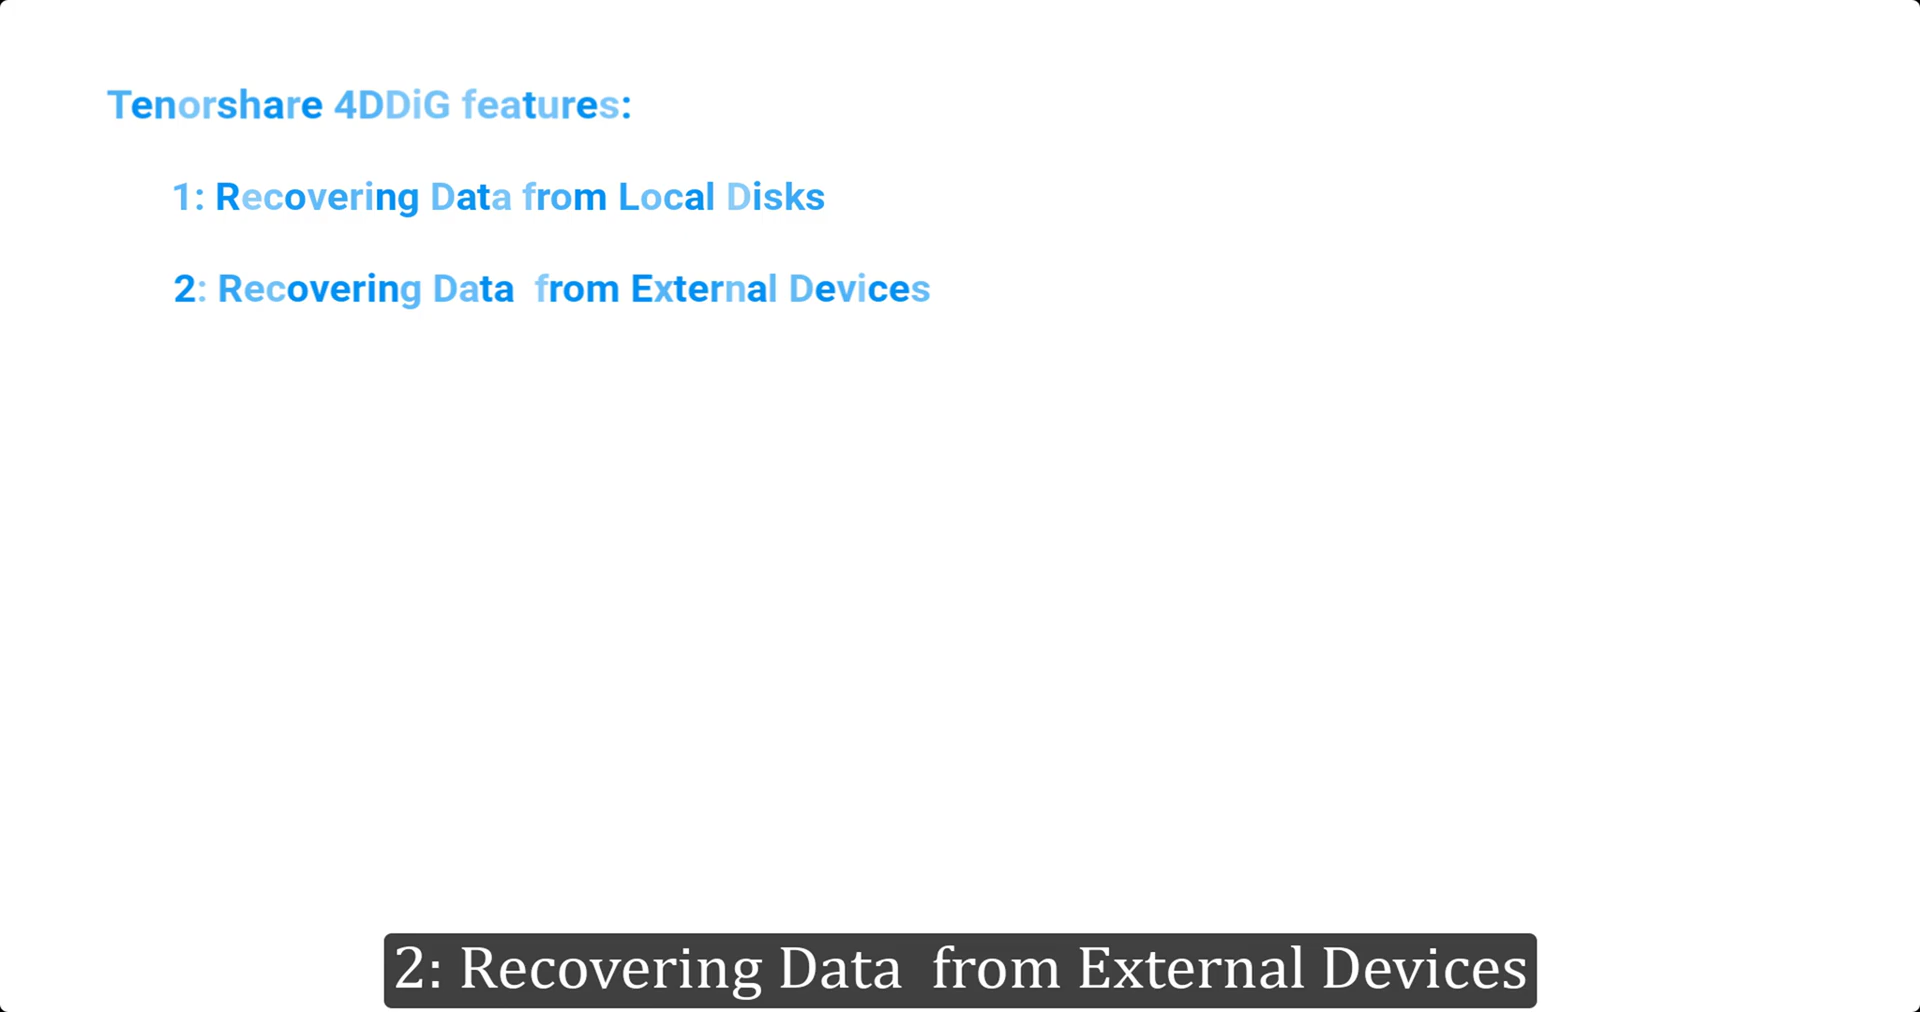 Tenorshare 4DDiG features:
1: Recovering Data from Local Disks
2: Recovering Data  from External Devices
2: Recovering Data  from External Devices